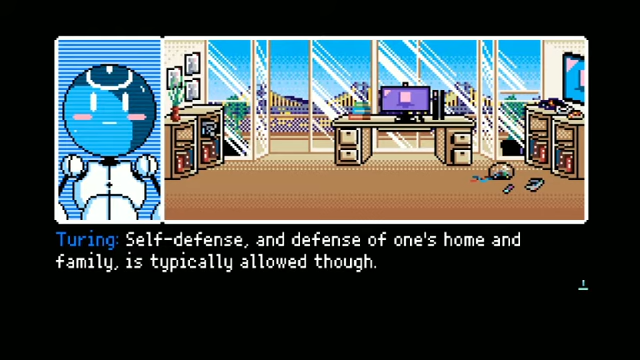 Turing: Self-defense, and defense of one's home and
family, is typically allowed though.